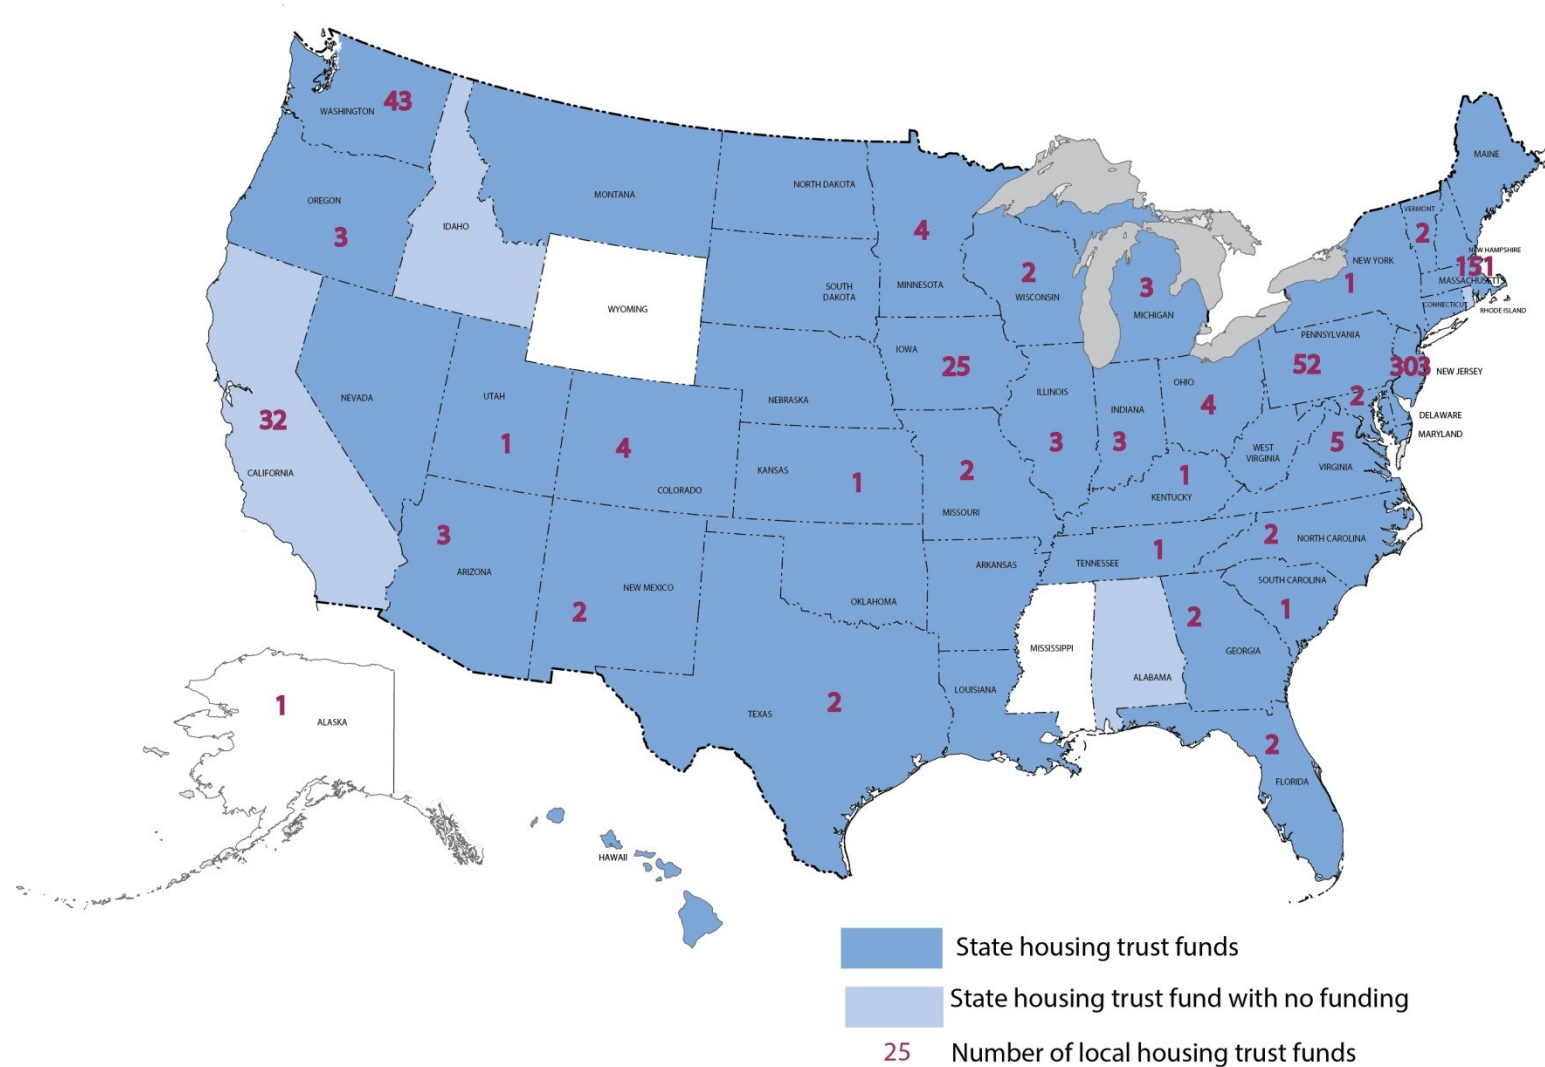 WASHINGTON 43
OREGON
3
IDAHO
MONTANA
NORTH DAKOTA
SOUTH
DAKOTA
WYOMING
4
MINNESOTA
2
WISCONSIN
3
MICHIGAN
MAINE
VERMONT
2
NEW HAMPSHIRE
151
MASSACHUSETTS
NEW YORK
1
CONNECTICUT
RHODE ISLAND
PENNSYLVANIA
52
303 NEW JERSEY
2
DELAWARE
MARYLAND
CALIFORNIA
32
NEVADA
UTAH
1
4
COLORADO
NEBRASKA
KANSAS
1
IOWA
25
ILLINOIS
3
INDIANA
3
OHIO
4
WEST
VIRGINIA
5
VIRGINIA
1
KENTUCKY
2
MISSOURI
3
ARIZONA
NEW MEXICO
2
OKLAHOMA
ARKANSAS
TENNESSEE
1
2 NORTH CAROLINA
SOUTH CAROLINA
1
2
GEORGIA
MISSISSIPPI
ALABAMA
LOUISIANA
TEXAS
2
2
FLORIDA
1
ALASKA
HAWAII
State housing trust funds
State housing trust fund with no funding
25 Number of local housing trust funds